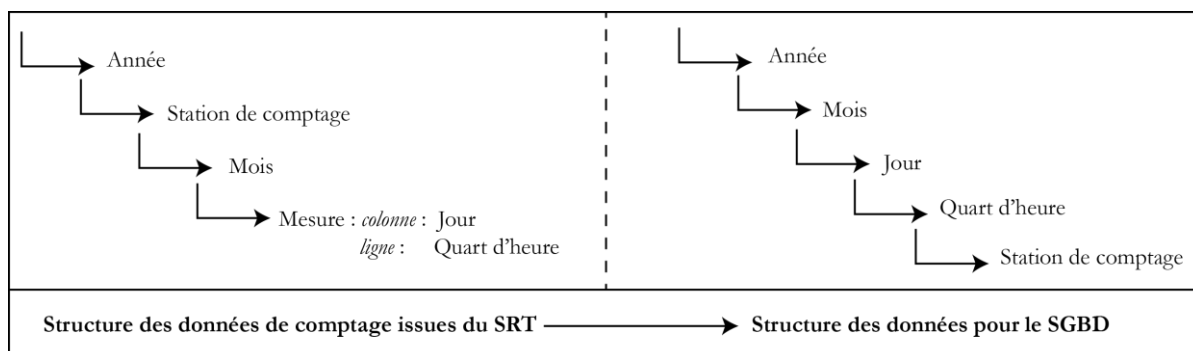 Année
Station de comptage
Mois
Mesure : colonne : Jour
ligne : Quart d'heure
Année
Mois
Jour
Quart d'heure
Station de comptage
Structure des données de comptage issues du SRT
Structure des données pour le SGBD